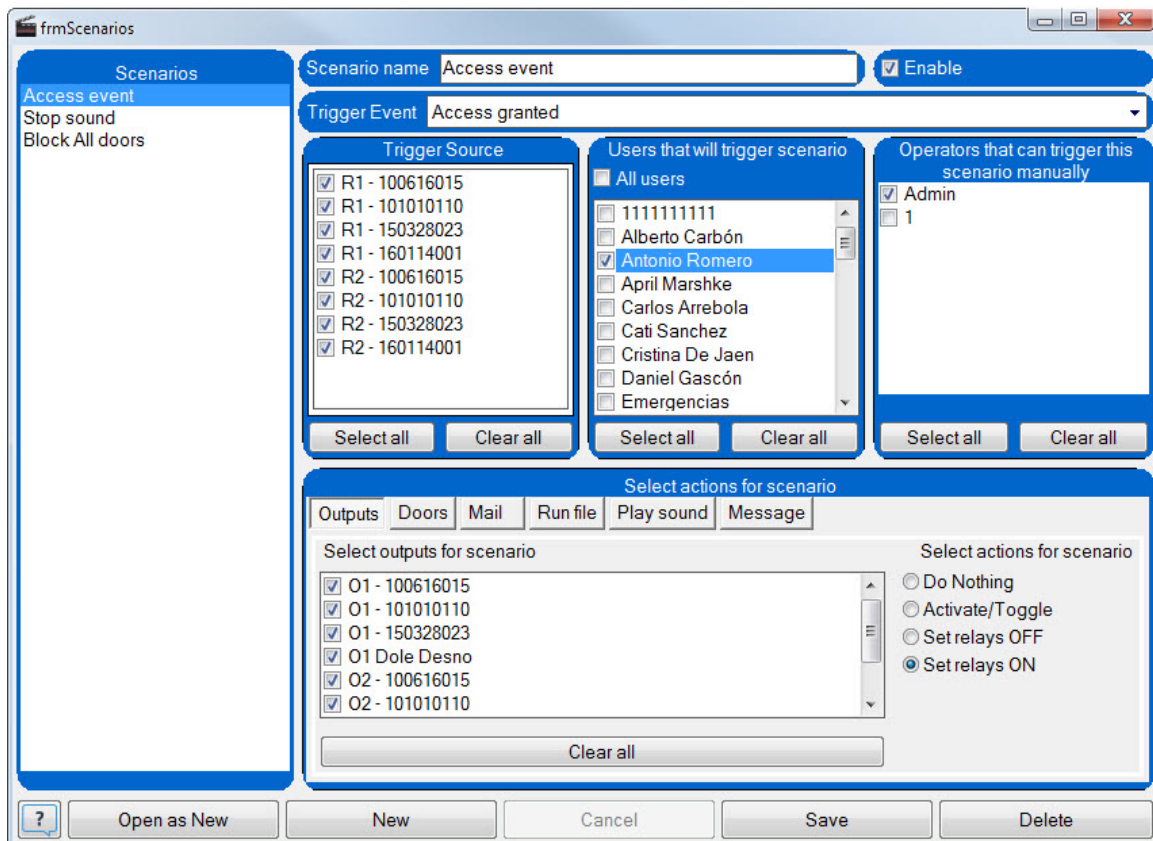 frmScenarios
Scenarios
Access event
Stop sound
Block All doors
Scenario name Access event
Enable
Trigger Event Access granted
Trigger Source
R1 - 100616015
R1 - 101010110
R1 - 150328023
R1 - 160114001
R2 - 100616015
R2 - 101010110
R2 - 150328023
R2 - 160114001
Select all Clear all
Users that will trigger scenario
All users
1111111111
Alberto Carbón
Antonio Romero
April Marshke
Carlos Arrebola
Cati Sanchez
Cristina De Jaen
Daniel Gascón
Emergencias
Select all Clear all
Operators that can trigger this
scenario manually
Admin
1
Select all Clear all
Select actions for scenario
Outputs Doors Mail Run file Play sound Message
Select outputs for scenario
O1 - 100616015
O1 - 101010110
O1 - 150328023
O1 Dole Desno
O2 - 100616015
O2 - 101010110
Clear all
Select actions for scenario
Do Nothing
Activate/Toggle
Set relays OFF
Set relays ON
? Open as New New Cancel Save Delete